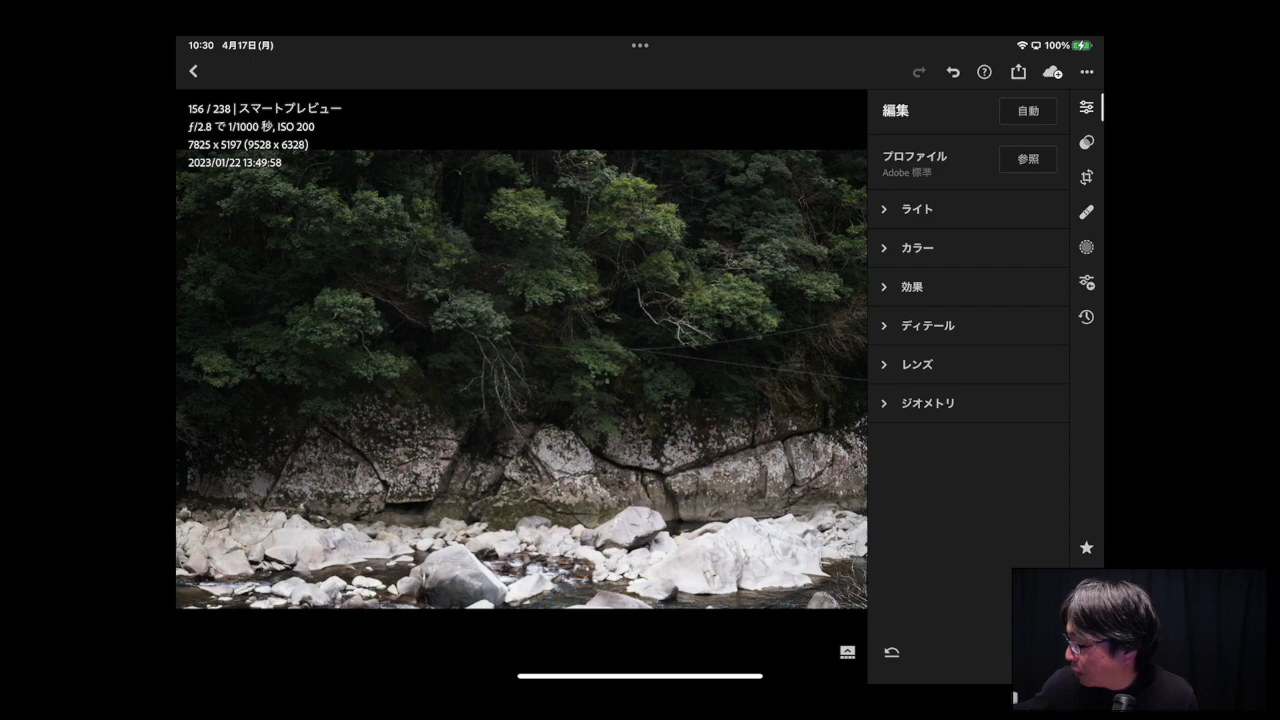 10:30 4月17日(月)
100%
156 / 238 | スマートプレビュー
ƒ/2.8 で 1/1000 秒, ISO 200
7825 x 5197 (9528 x 6328)
2023/01/22 13:49:58
編集
自動
プロファイル
Adobe 標準
参照
ライト
カラー
効果
ディテール
レンズ
ジオメトリ